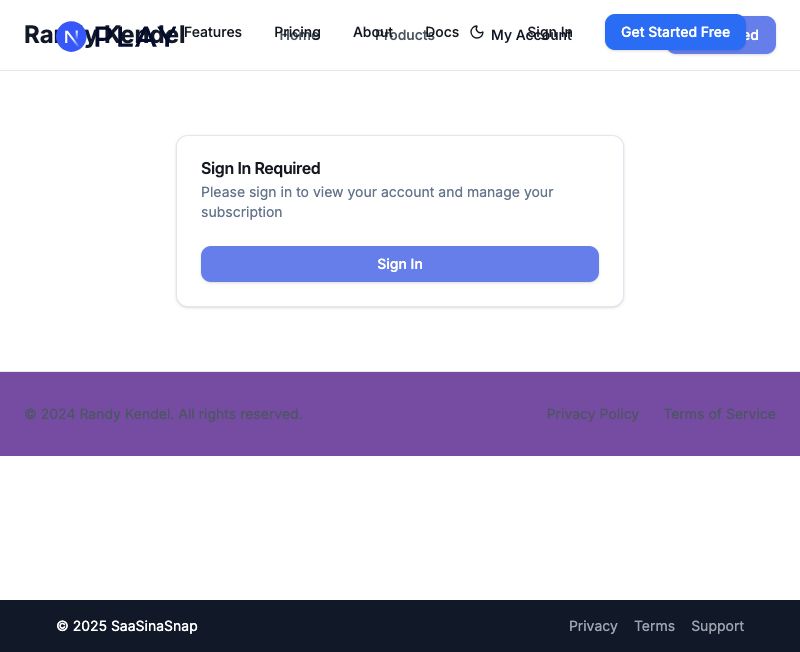 Randy Kendel PLAY Features Pricing Home About Products Docs My Account Sign In Get Started Free
Sign In Required
Please sign in to view your account and manage your
subscription
Sign In
© 2024 Randy Kendel. All rights reserved. Privacy Policy Terms of Service
© 2025 SaaSinaSnap Privacy Terms Support